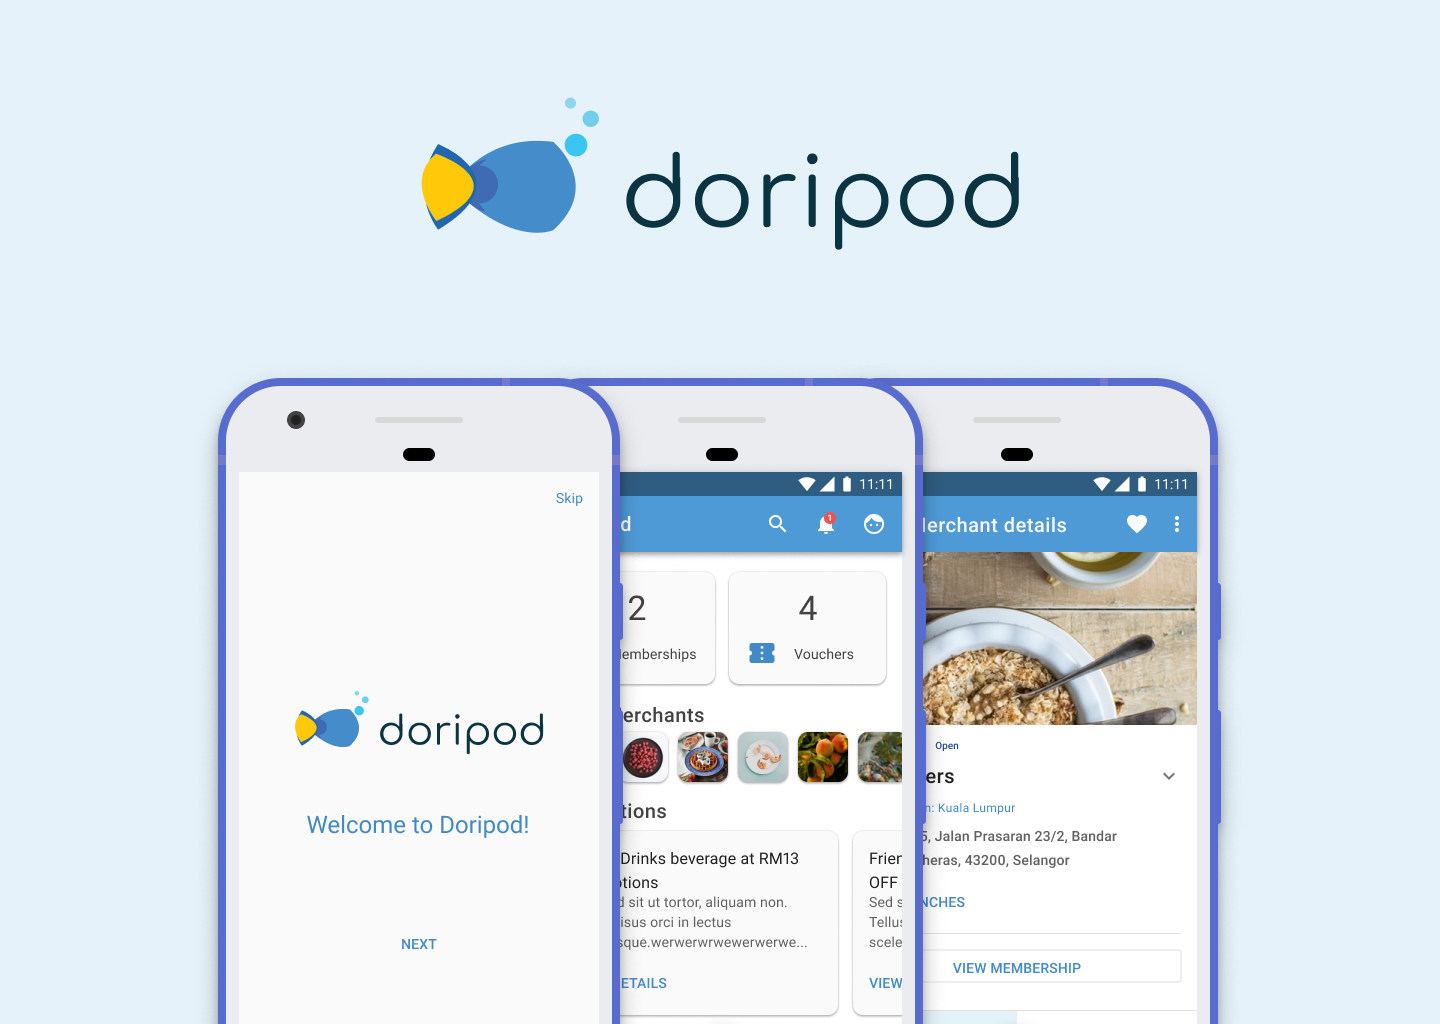 doripod
Skip
doripod
Welcome to Doripod!
NEXT
11:11
d
1
2
emberships
4
Vouchers
erchants
tions
Drinks beverage at RM13
tions
d sit ut tortor, aliquam non.
isus orci in lectus
sque.werwerwrwewerwerwe...
ETAILS
Frien
OFF
Sed s
Tellus
scele
VIEW
11:11
erchant details
Open
ers
n: Kuala Lumpur
5, Jalan Prasaran 23/2, Bandar
heras, 43200, Selangor
NCHES
VIEW MEMBERSHIP